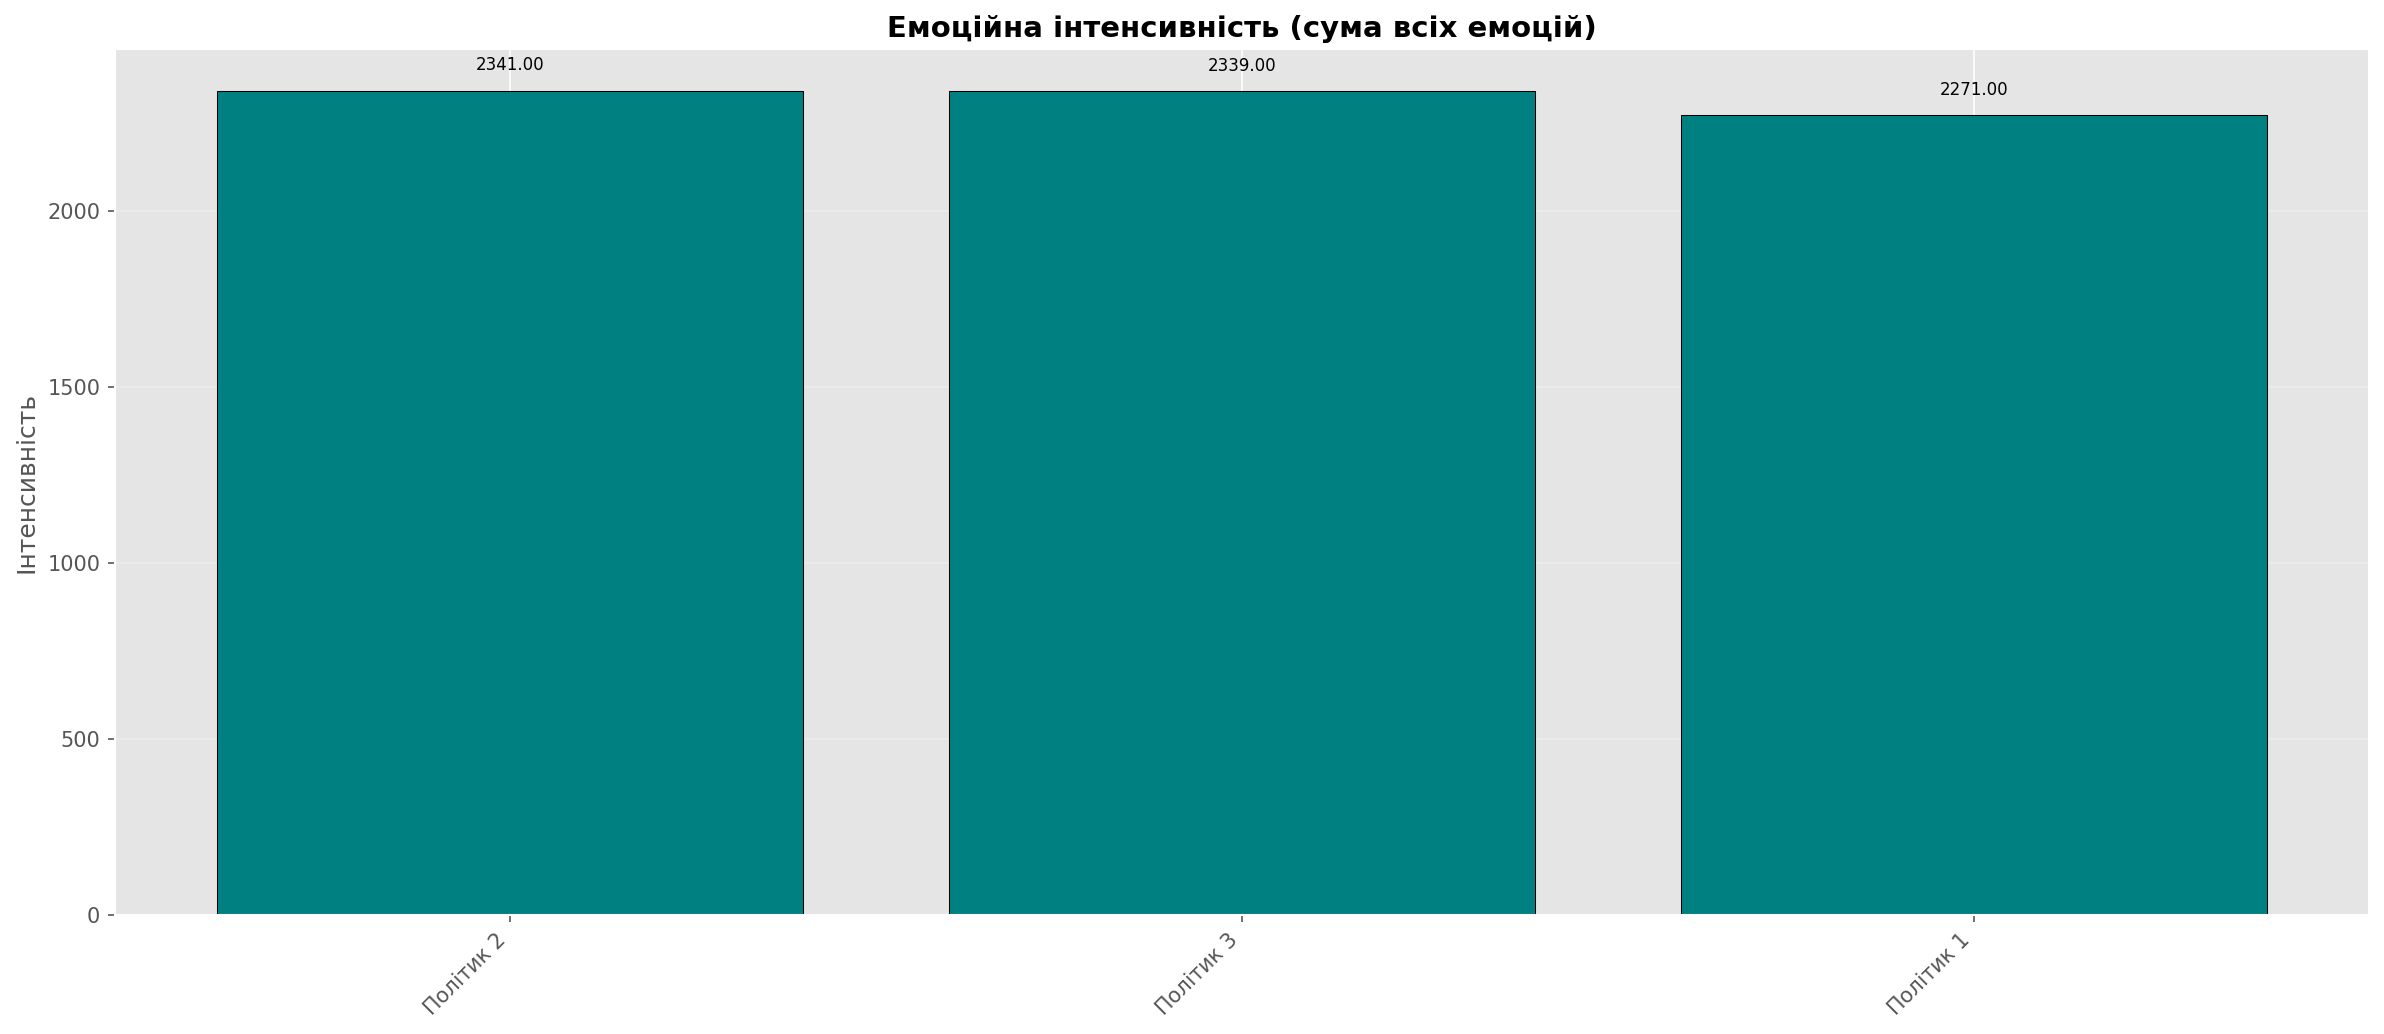 Емоційна інтенсивність (сума всіх емоцій)
2341.00
2339.00
2271.00
Інтенсивність
2000
1500
1000
500
0
Політик 2
Політик 3
Політик 1